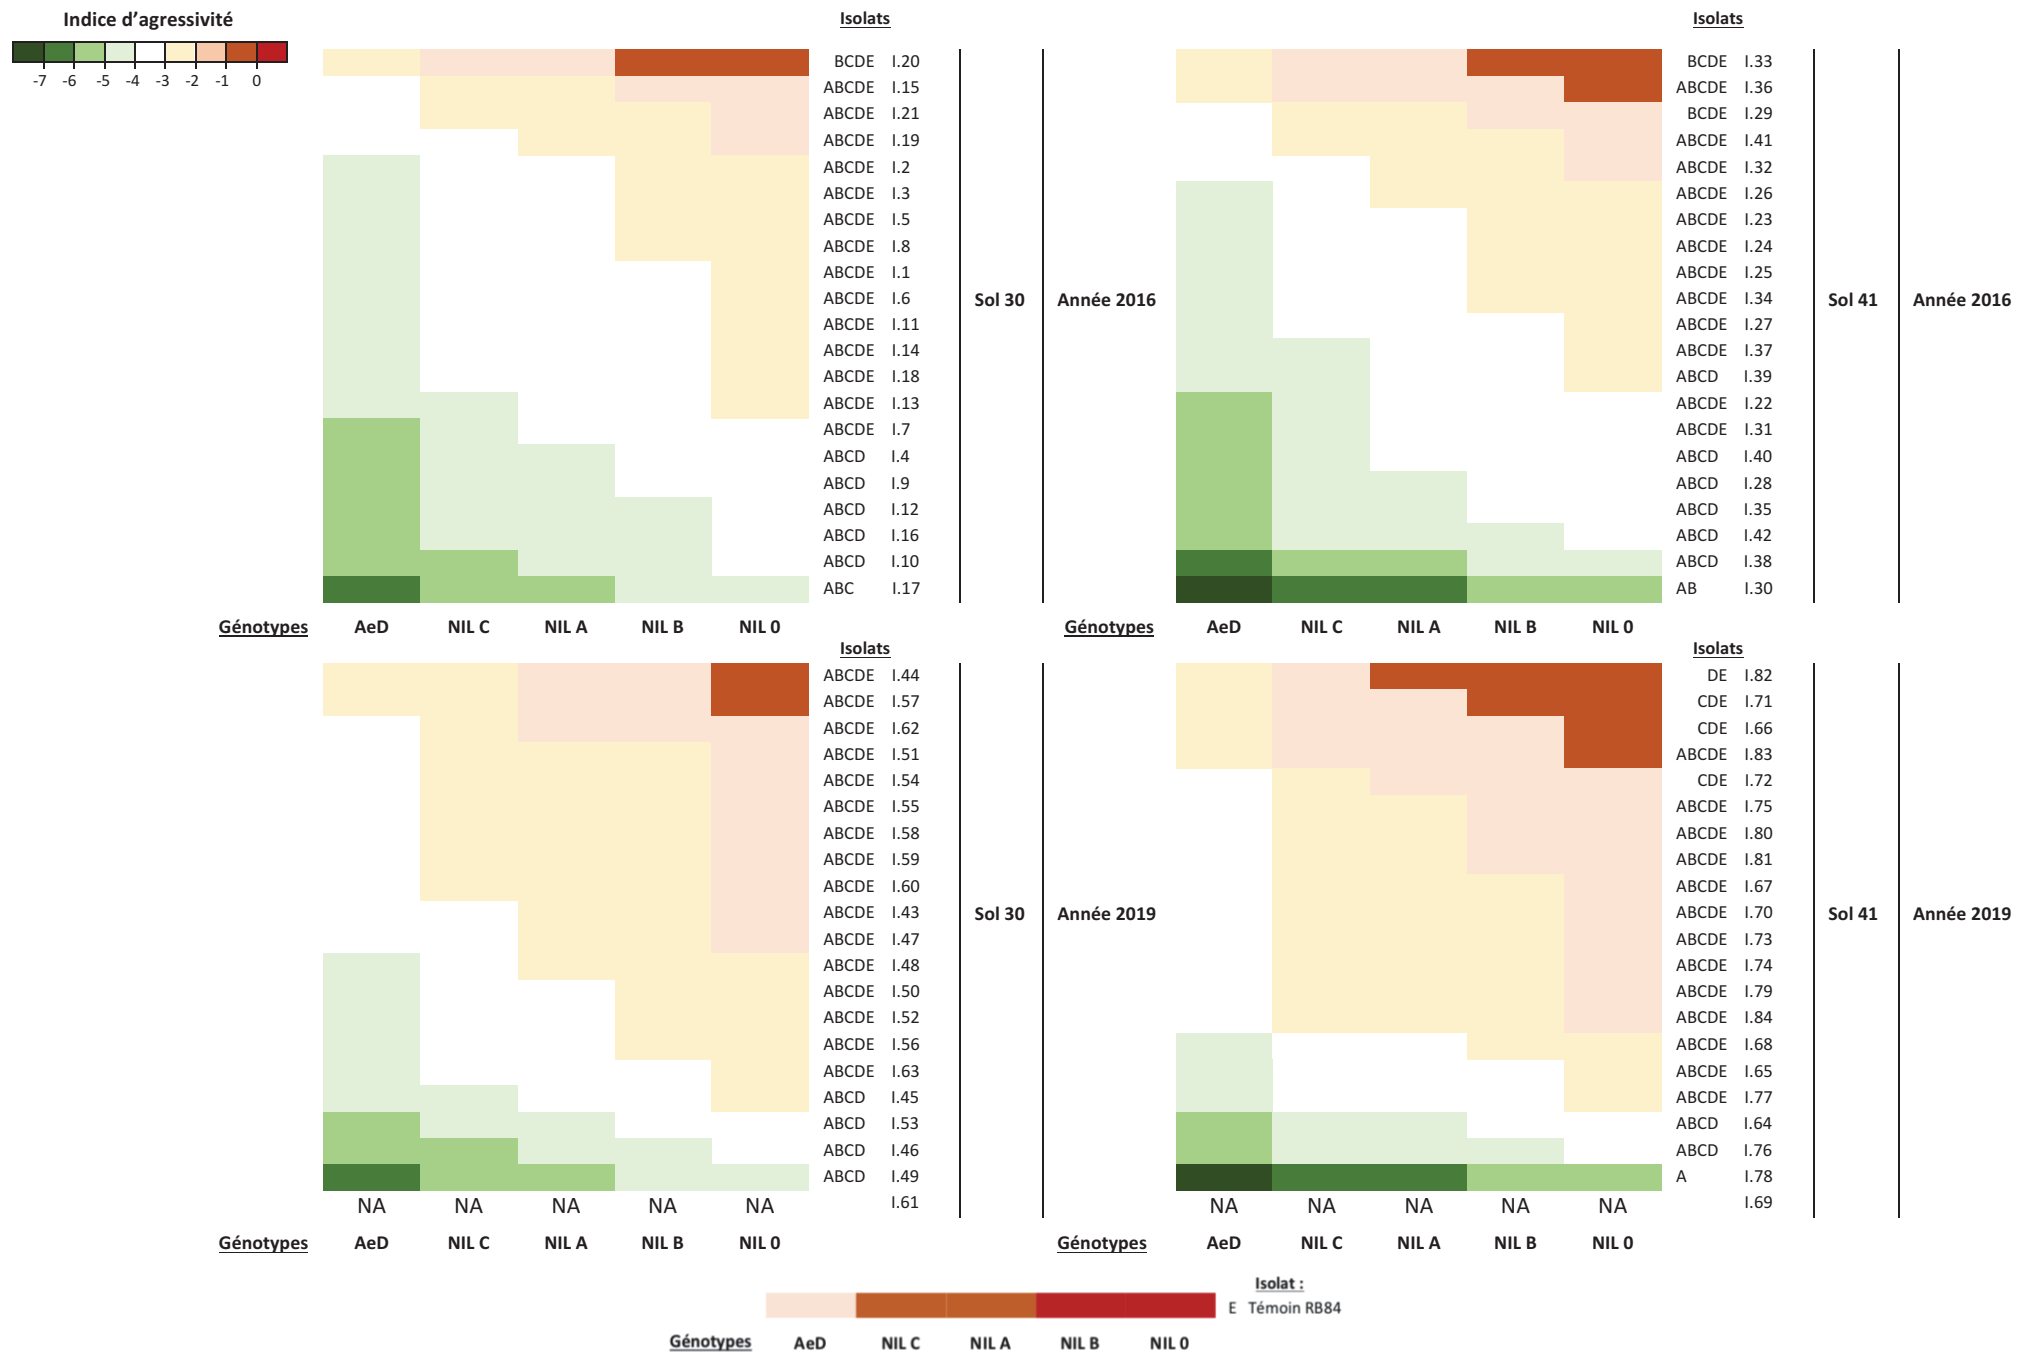 Indice d’agressivité
-7 -6 -5 -4 -3 -2 -1 0
Isolats
BCDE I.20
ABCDE I.15
ABCDE I.21
ABCDE I.19
ABCDE I.2
ABCDE I.3
ABCDE I.5
ABCDE I.8
ABCDE I.1
ABCDE I.6
ABCDE I.11
ABCDE I.14
ABCDE I.18
ABCDE I.13
ABCDE I.7
ABCD I.4
ABCD I.9
ABCD I.12
ABCD I.16
ABCD I.10
ABC I.17
Sol 30
Année 2016
Génotypes AeD NIL C NIL A NIL B NIL 0
Isolats
BCDE I.33
ABCDE I.36
BCDE I.29
ABCDE I.41
ABCDE I.32
ABCDE I.26
ABCDE I.23
ABCDE I.24
ABCDE I.25
ABCDE I.34
ABCDE I.27
ABCDE I.37
ABCD I.39
ABCDE I.22
ABCDE I.31
ABCD I.40
ABCD I.28
ABCD I.35
ABCD I.42
ABCD I.38
AB I.30
Sol 41
Année 2016
Génotypes AeD NIL C NIL A NIL B NIL 0
Isolats
ABCDE I.44
ABCDE I.57
ABCDE I.62
ABCDE I.51
ABCDE I.54
ABCDE I.55
ABCDE I.58
ABCDE I.59
ABCDE I.60
ABCDE I.43
ABCDE I.47
ABCDE I.48
ABCDE I.50
ABCDE I.52
ABCDE I.56
ABCDE I.63
ABCD I.45
ABCD I.53
ABCD I.46
ABCD I.49
NA NA NA NA NA I.61
Sol 30
Année 2019
Génotypes AeD NIL C NIL A NIL B NIL 0
Isolats
DE I.82
CDE I.71
CDE I.66
ABCDE I.83
CDE I.72
ABCDE I.75
ABCDE I.80
ABCDE I.81
ABCDE I.67
ABCDE I.70
ABCDE I.73
ABCDE I.74
ABCDE I.79
ABCDE I.84
ABCDE I.68
ABCDE I.65
ABCDE I.77
ABCD I.64
ABCD I.76
A I.78
NA NA NA NA NA I.69
Sol 41
Année 2019
Génotypes AeD NIL C NIL A NIL B NIL 0
Isolat :
E Témoin RB84
Génotypes AeD NIL C NIL A NIL B NIL 0